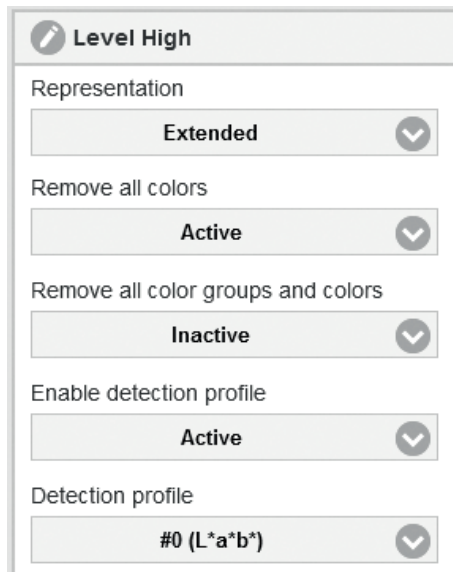 Level High
Representation
Extended
Remove all colors
Active
Remove all color groups and colors
Inactive
Enable detection profile
Active
Detection profile
#0 (L*a*b*)